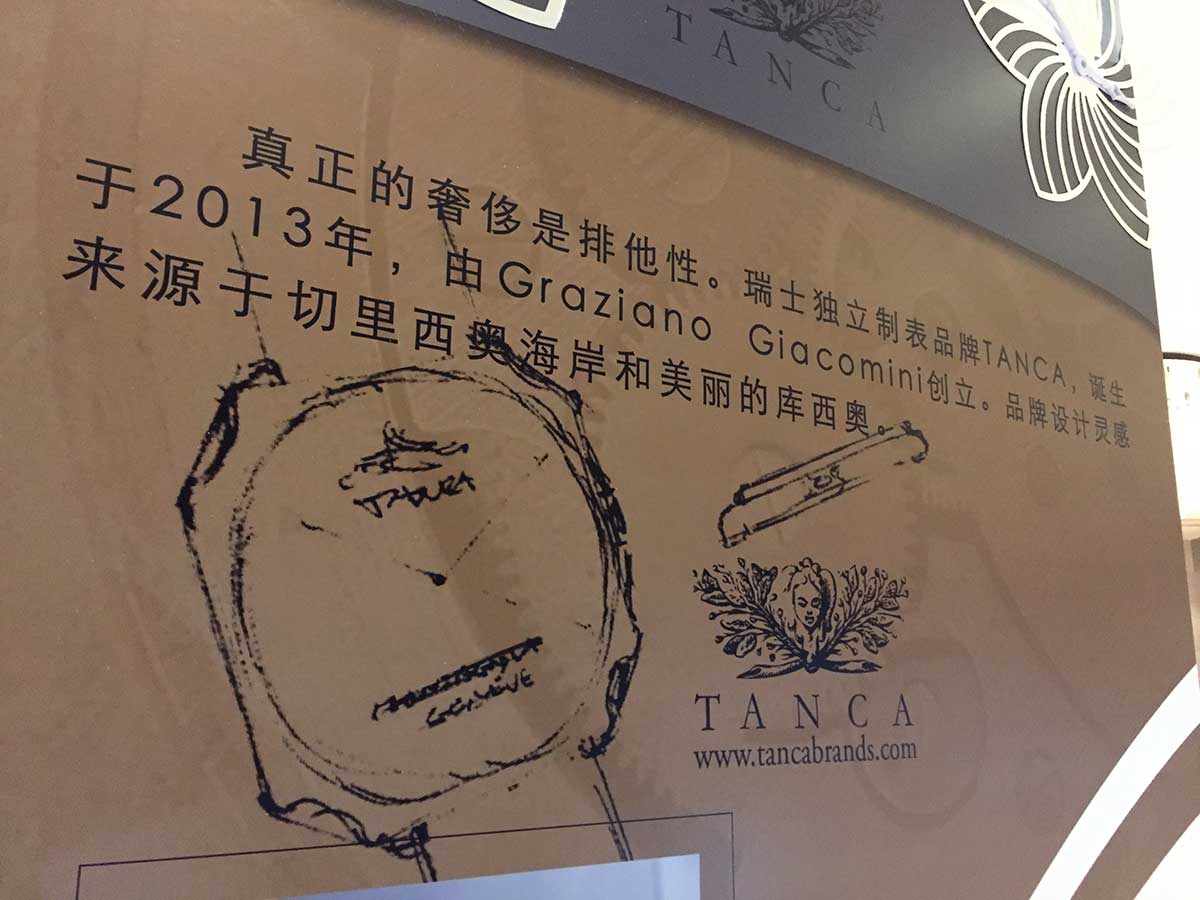 TANCA
真正的奢侈是排他性。瑞士独立制表品牌TANCA，诞生
于2013年，由Graziano Giacomini创立。品牌设计灵感
来源于切里西奥海岸和美丽的库西奥。
TANCA
GENÈVE
TANCA
www.tancabrands.com